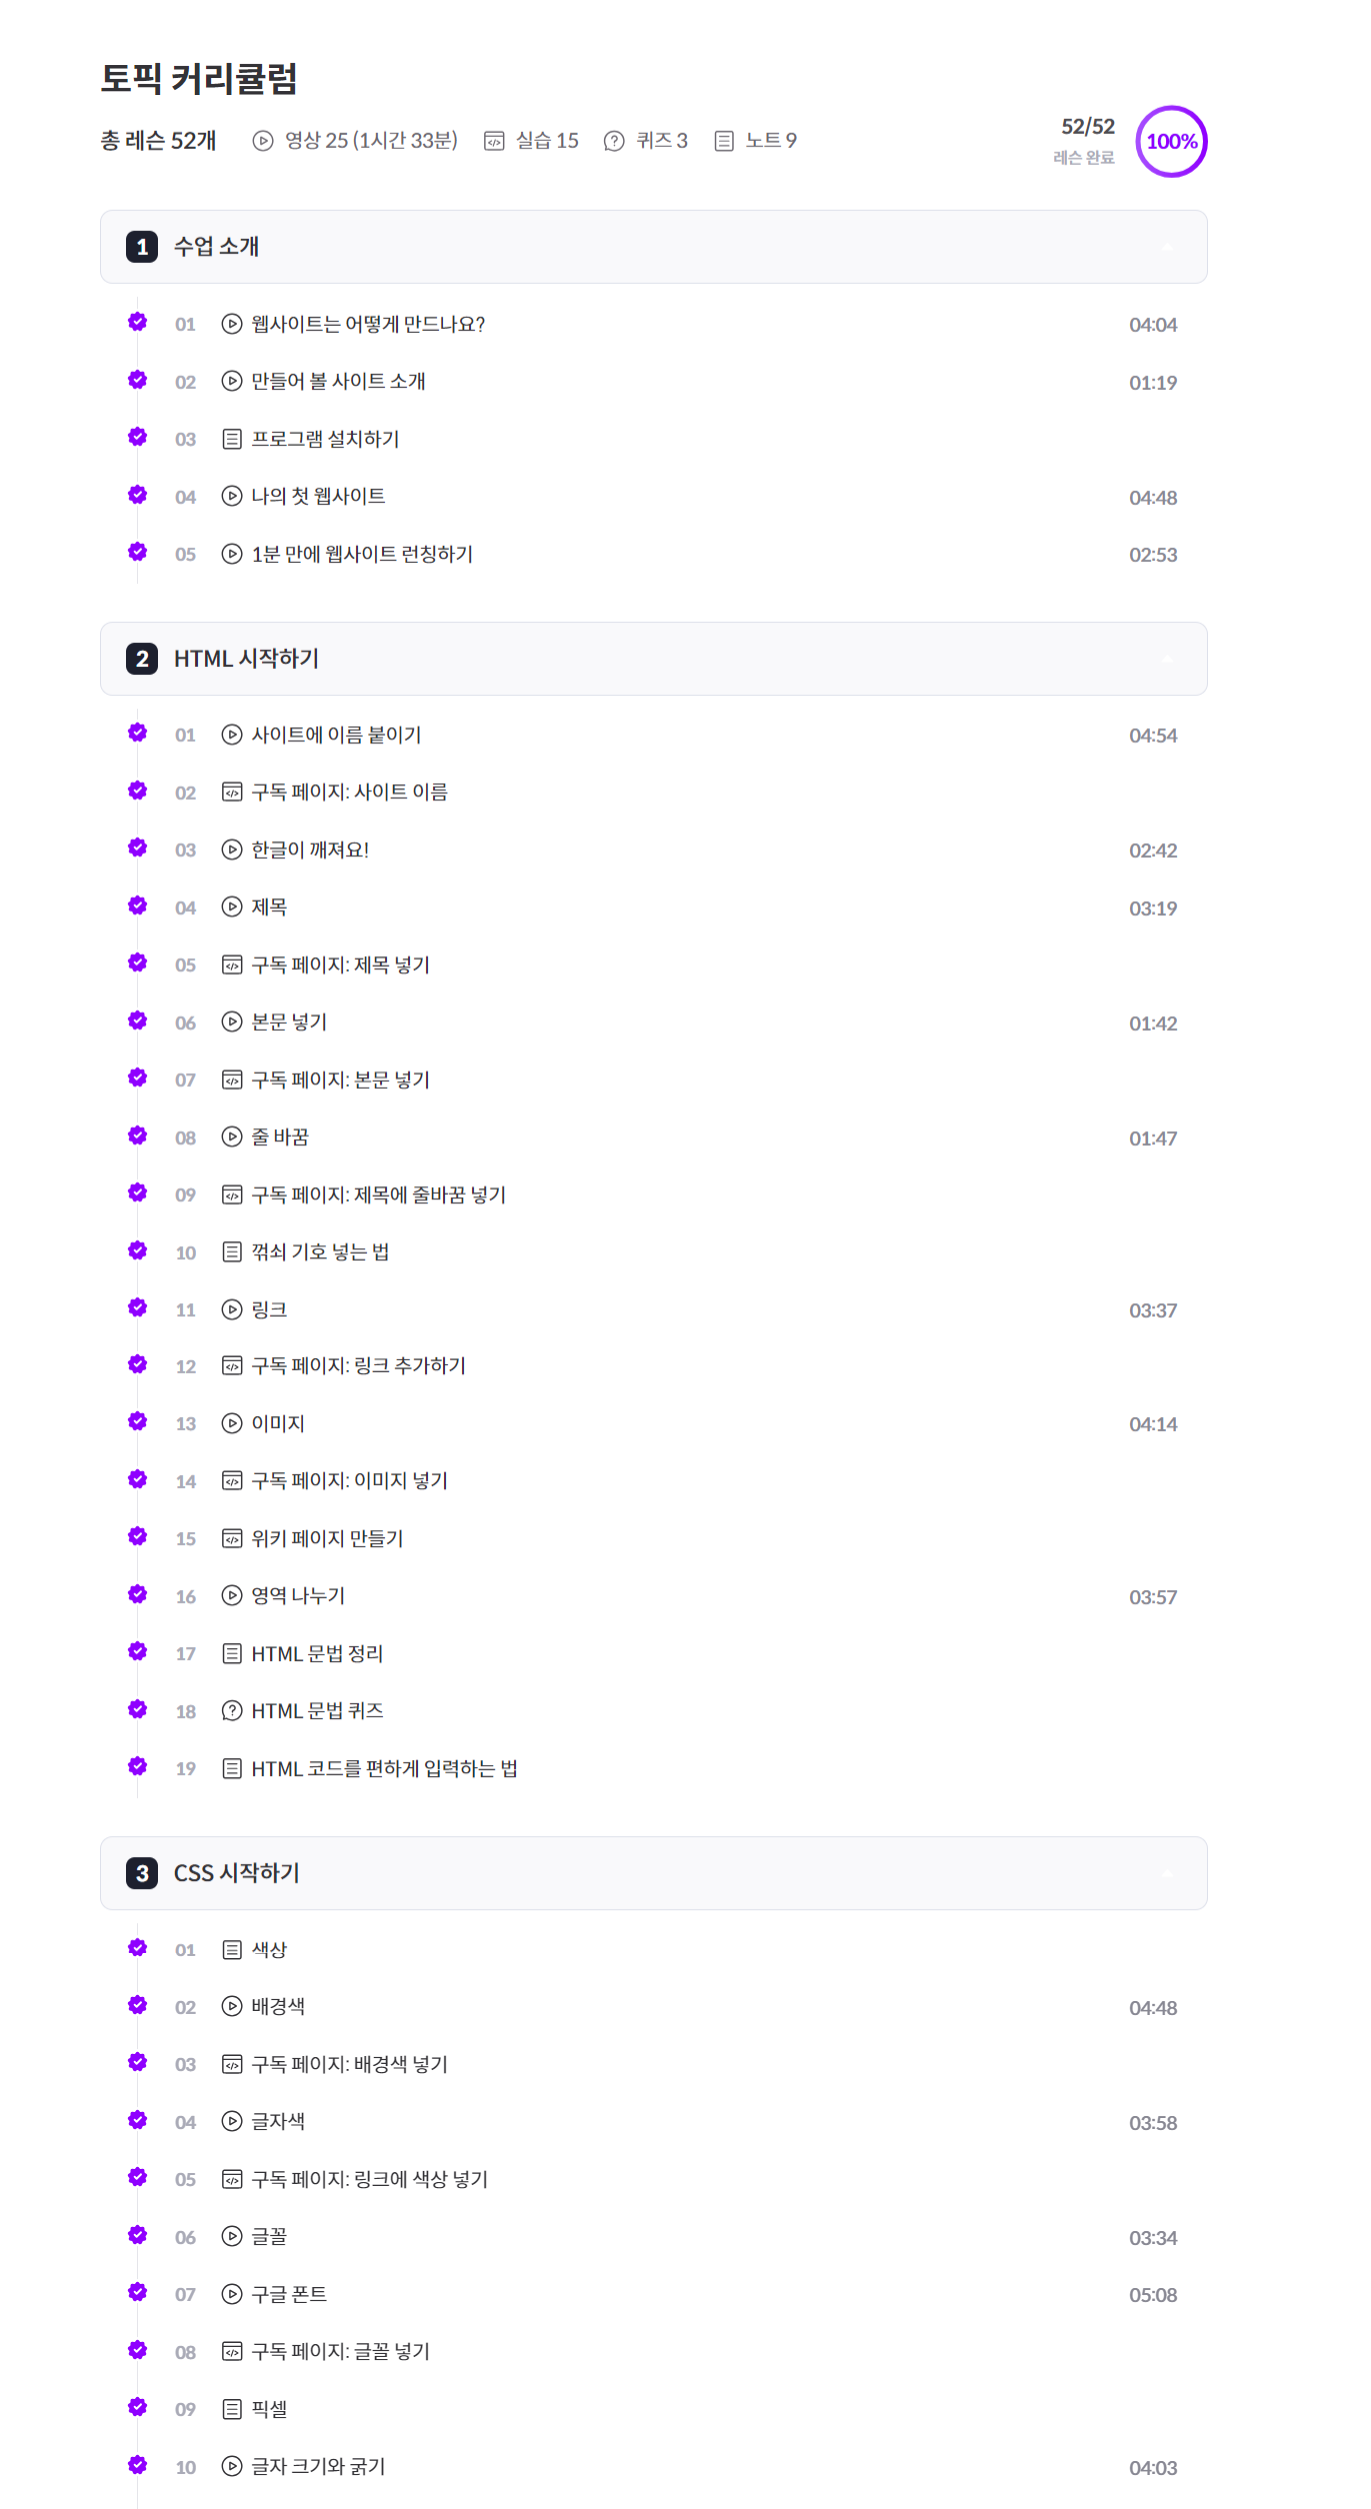 토픽 커리큘럼
총 레슨 52개 영상 25 (1시간 33분) 실습 15 퀴즈 3 노트 9
52/52
레슨 완료
100%
1 수업 소개
01 웹사이트는 어떻게 만드나요? 04:04
02 만들어 볼 사이트 소개 01:19
03 프로그램 설치하기
04 나의 첫 웹사이트 04:48
05 1분 만에 웹사이트 런칭하기 02:53
2 HTML 시작하기
01 사이트에 이름 붙이기 04:54
02 구독 페이지: 사이트 이름
03 한글이 깨져요! 02:42
04 제목 03:19
05 구독 페이지: 제목 넣기
06 본문 넣기 01:42
07 구독 페이지: 본문 넣기
08 줄 바꿈 01:47
09 구독 페이지: 제목에 줄바꿈 넣기
10 꺾쇠 기호 넣는 법
11 링크 03:37
12 구독 페이지: 링크 추가하기
13 이미지 04:14
14 구독 페이지: 이미지 넣기
15 위키 페이지 만들기
16 영역 나누기 03:57
17 HTML 문법 정리
18 HTML 문법 퀴즈
19 HTML 코드를 편하게 입력하는 법
3 CSS 시작하기
01 색상
02 배경색 04:48
03 구독 페이지: 배경색 넣기
04 글자색 03:58
05 구독 페이지: 링크에 색상 넣기
06 글꼴 03:34
07 구글 폰트 05:08
08 구독 페이지: 글꼴 넣기
09 픽셀
10 글자 크기와 굵기 04:03